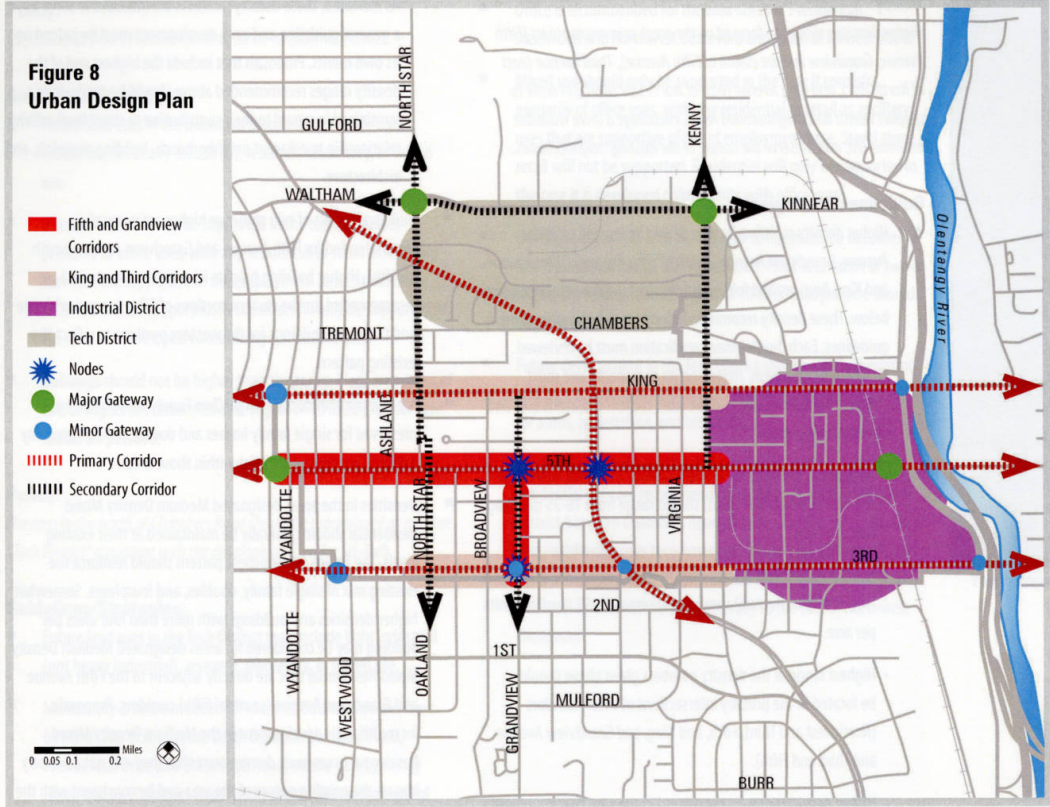 Figure 8
Urban Design Plan
Fifth and Grandview
Corridors
King and Third Corridors
Industrial District
Tech District
Nodes
Major Gateway
Minor Gateway
Primary Corridor
Secondary Corridor
Miles
0 0.05 0.1 0.2
NORTH STAR
GULFORD
KENNY
WALTHAM
KINNEAR
Olentangy River
TREMONT
CHAMBERS
KING
ASHLAND
5TH
WYANDOTTE
NORTH STAR
BROADVIEW
VIRGINIA
3RD
2ND
WYANDOTTE
WESTWOOD
OAKLAND
1ST
GRANDVIEW
MULFORD
BURR